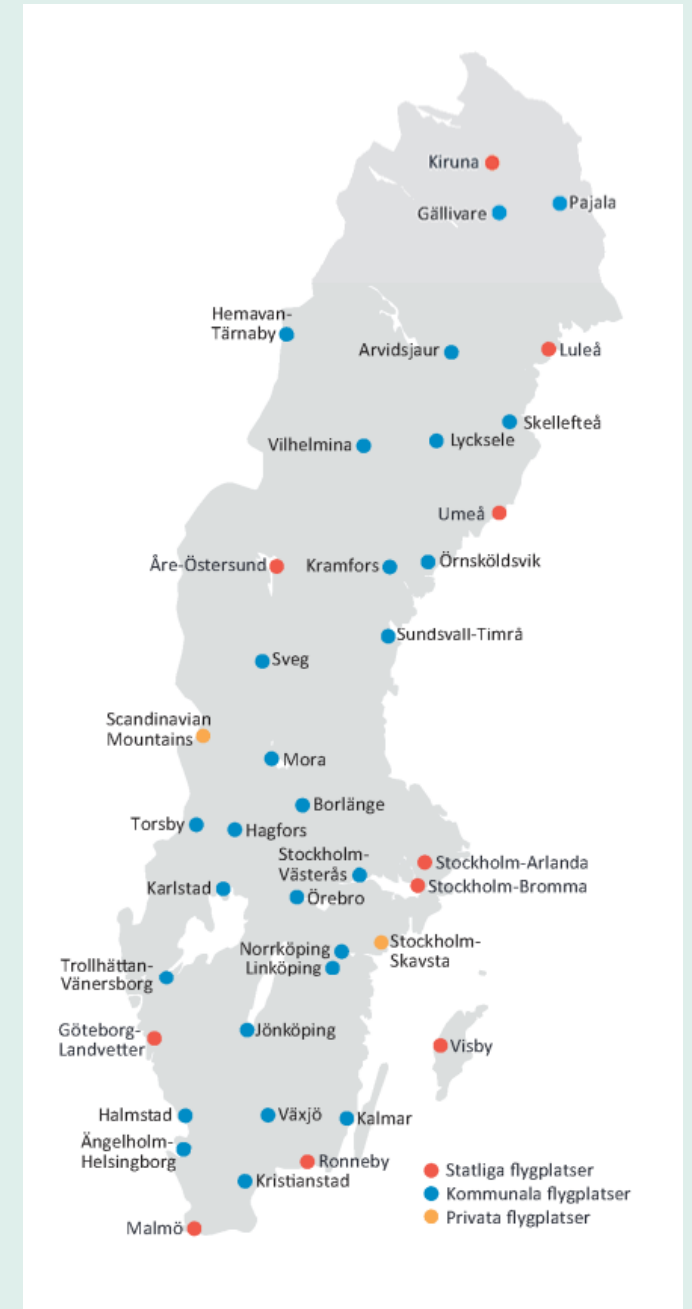 Kiruna
Pajala
Gällivare
Hemavan-
Tärnaby
Arvidsjaur
Luleå
Skellefteå
Lycksele
Vilhelmina
Umeå
Örnsköldsvik
Åre-Östersund
Kramfors
Sundsvall-Timrå
Sveg
Scandinavian
Mountains
Mora
Borlänge
Torsby
Hagfors
Stockholm-
Västerås
Stockholm-Arlanda
Stockholm-Bromma
Karlstad
Örebro
Norrköping
Linköping
Stockholm-
Skavsta
Trollhättan-
Vänersborg
Göteborg-
Landvetter
Jönköping
Visby
Halmstad
Växjö
Kalmar
Ängelholm-
Helsingborg
Ronneby
Kristianstad
Malmö
Statliga flygplatser
Kommunala flygplatser
Privata flygplatser